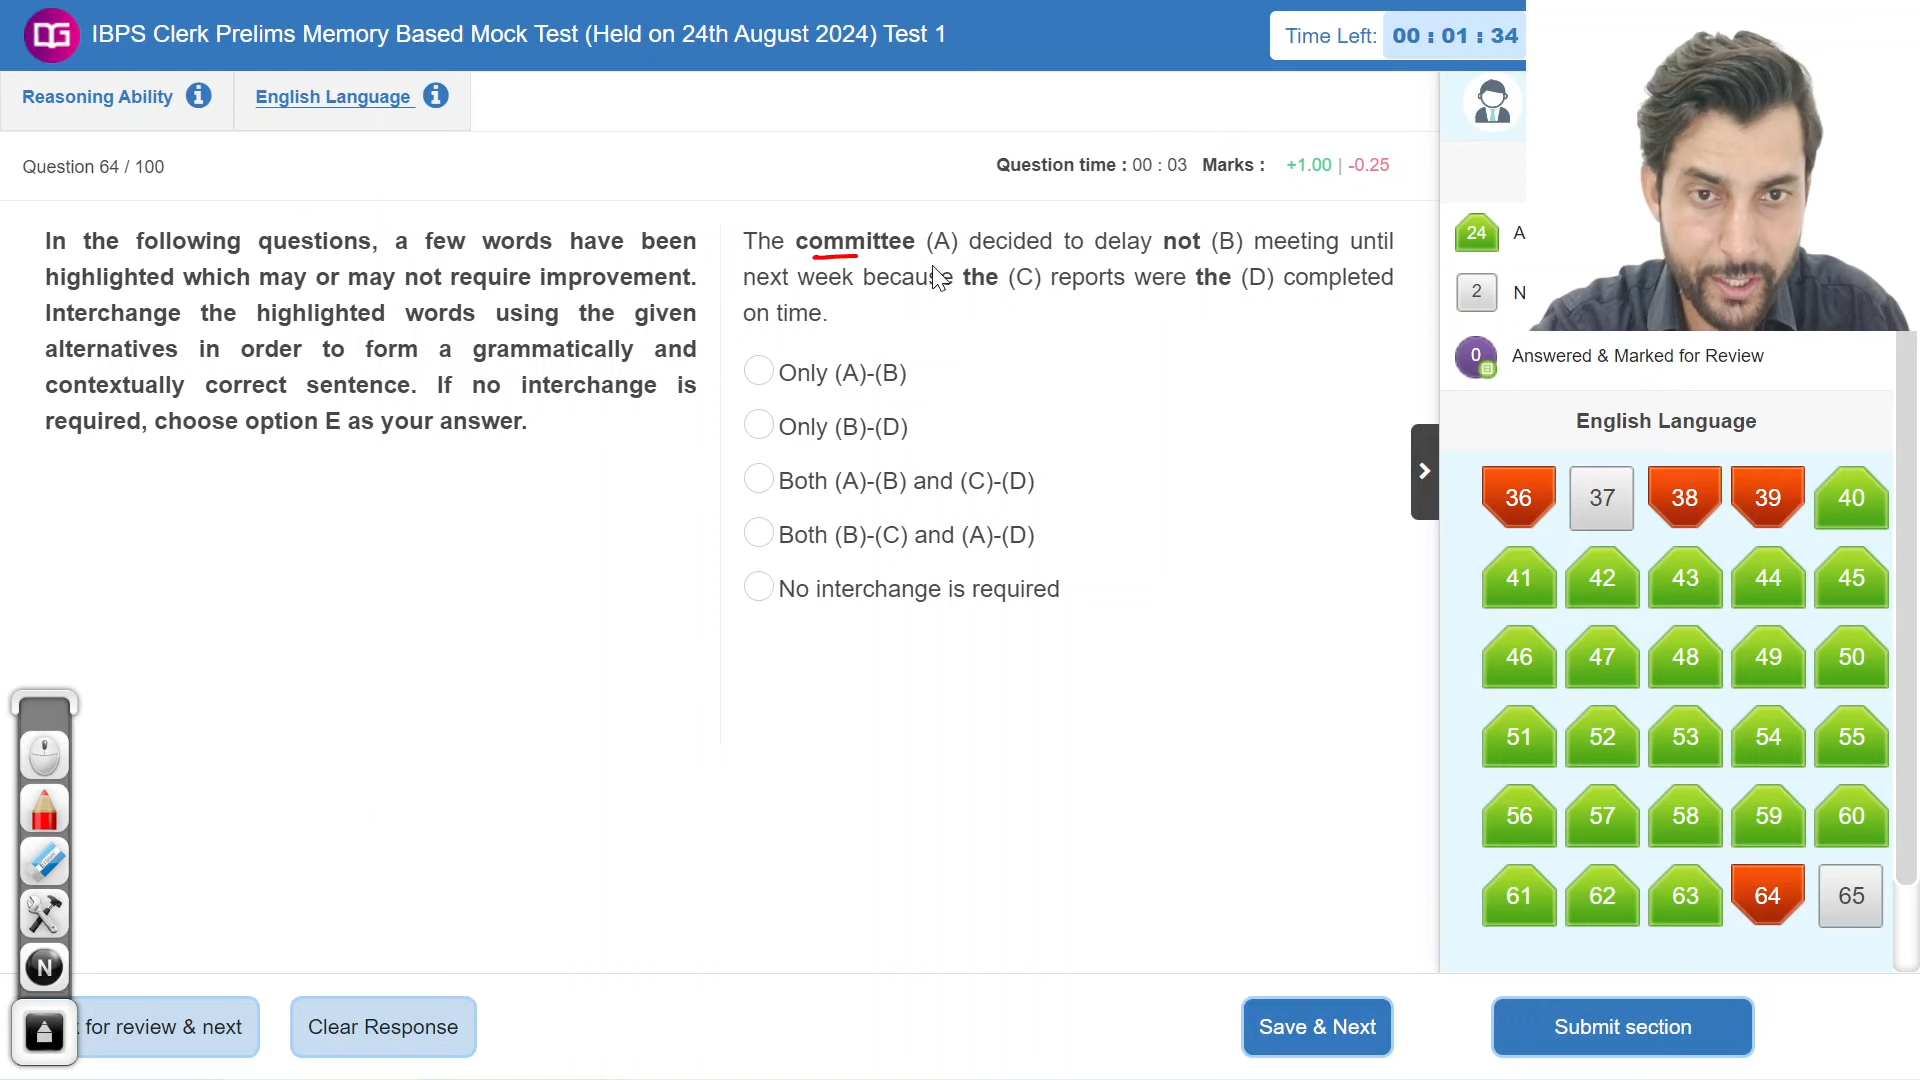 DG
IBPS Clerk Prelims Memory Based Mock Test (Held on 24th August 2024) Test 1
Time Left: 00 : 01 : 34
Reasoning Ability i
English Language i
Question 64 / 100
Question time : 00 : 03 Marks : +1.00 | -0.25
In the following questions, a few words have been
highlighted which may or may not require improvement.
Interchange the highlighted words using the given
alternatives in order to form a grammatically and
contextually correct sentence. If no interchange is
required, choose option E as your answer.
The committee (A) decided to delay not (B) meeting until
next week because the (C) reports were the (D) completed
on time.
Only (A)-(B)
Only (B)-(D)
Both (A)-(B) and (C)-(D)
Both (B)-(C) and (A)-(D)
No interchange is required
24 A
2 N
0 Answered & Marked for Review
English Language
36 37 38 39 40
41 42 43 44 45
46 47 48 49 50
51 52 53 54 55
56 57 58 59 60
61 62 63 64 65
N
for review & next
Clear Response
Save & Next
Submit section